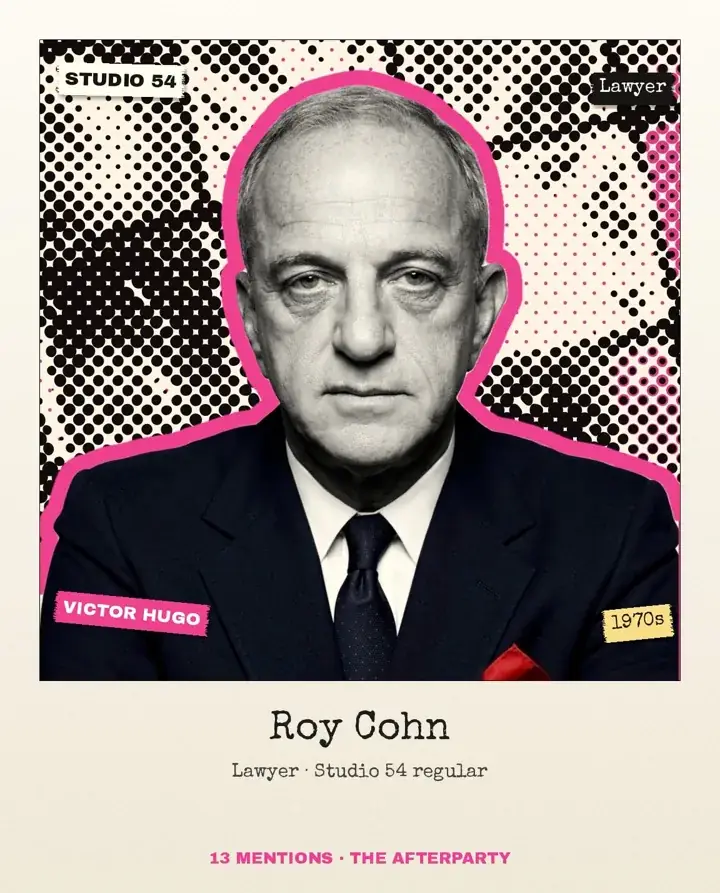 STUDIO 54
Lawyer
VICTOR HUGO
1970s
Roy Cohn
Lawyer · Studio 54 regular
13 MENTIONS · THE AFTERPARTY